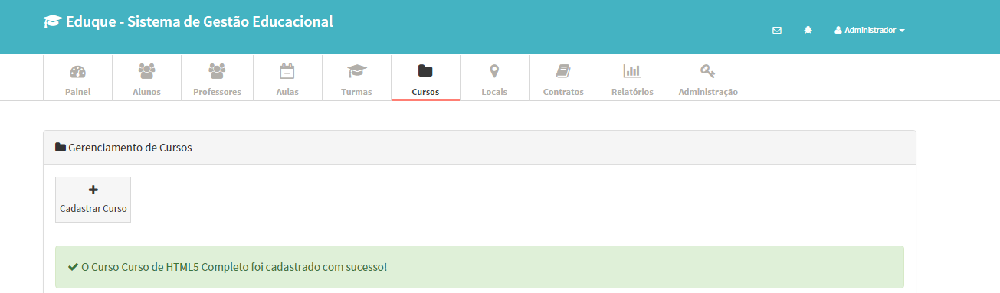 Eduque - Sistema de Gestão Educacional
Administrador
Painel
Alunos
Professores
Aulas
Turmas
Cursos
Locais
Contratos
Relatórios
Administração
Gerenciamento de Cursos
Cadastrar Curso
O Curso Curso de HTML5 Completo foi cadastrado com sucesso!